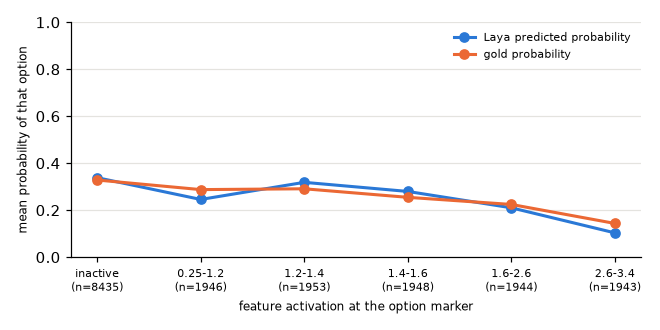 1.0
0.8
0.6
0.4
0.2
0.0
mean probability of that option
Laya predicted probability
gold probability
inactive
(n=8435)
0.25-1.2
(n=1946)
1.2-1.4
(n=1953)
1.4-1.6
(n=1948)
1.6-2.6
(n=1944)
2.6-3.4
(n=1943)
feature activation at the option marker